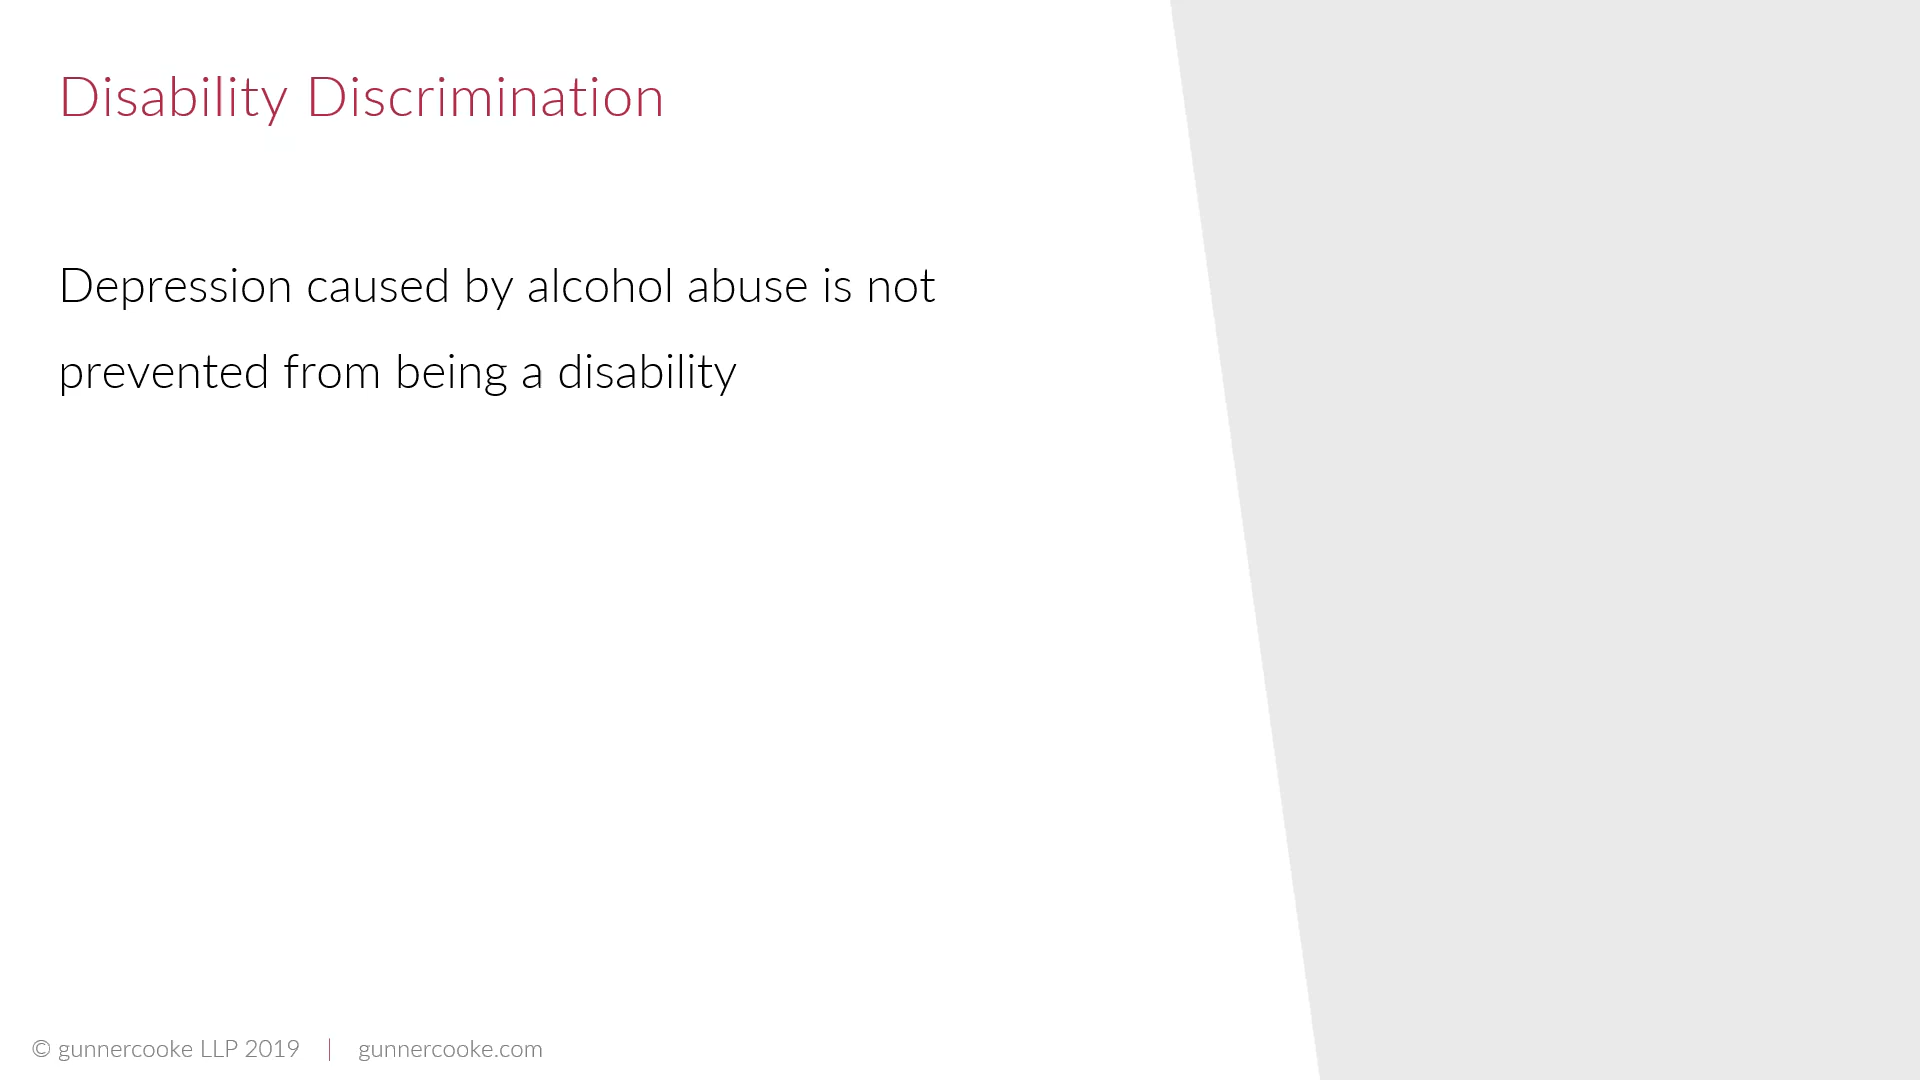 Disability Discrimination
Depression caused by alcohol abuse is not
prevented from being a disability
© gunnercooke LLP 2019 | gunnercooke.com